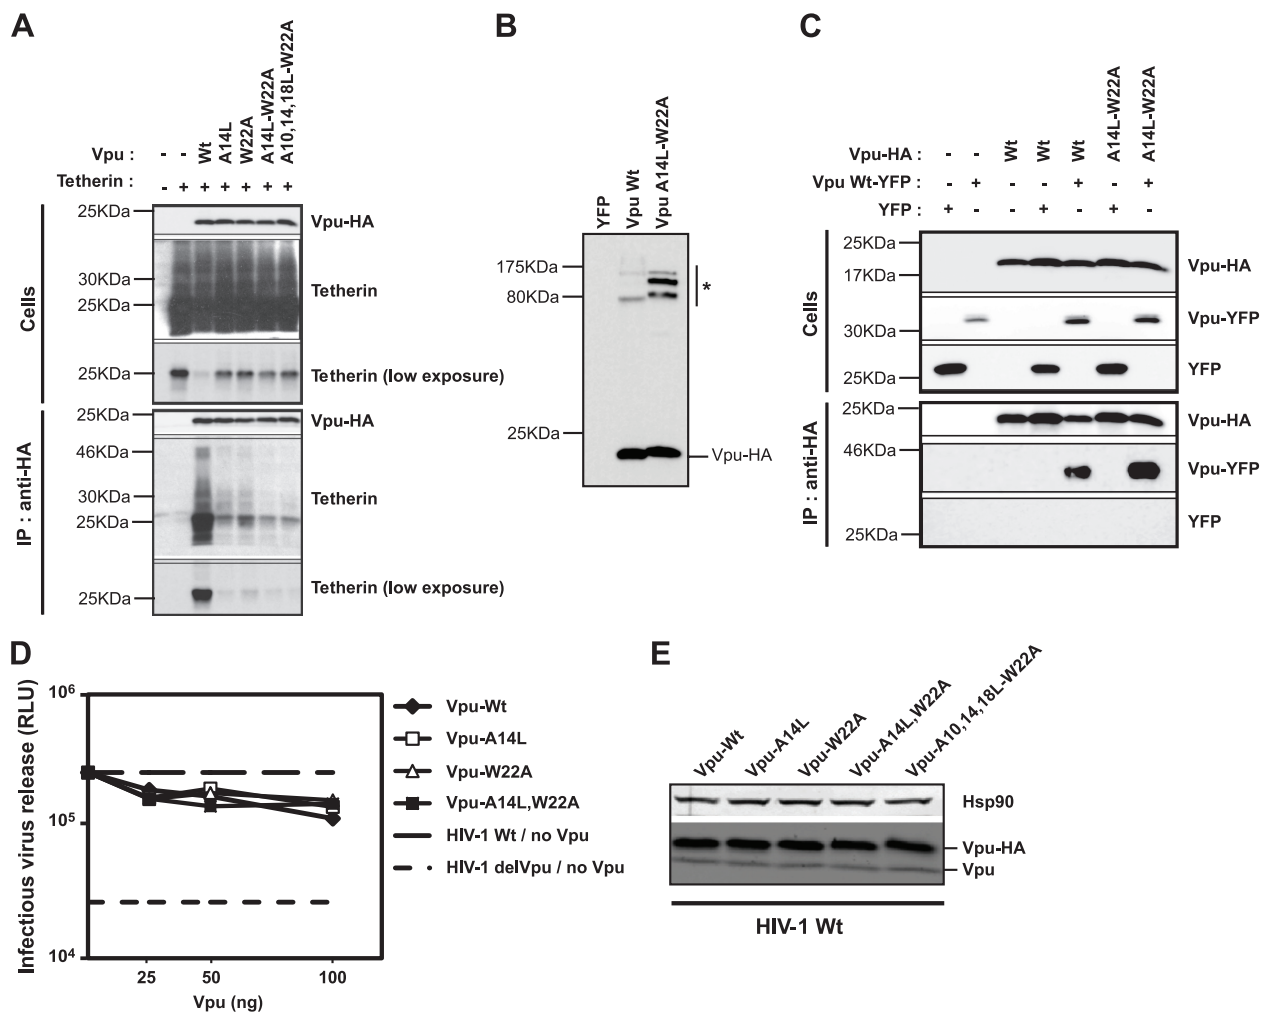 A
Vpu : - - Wt A14L W22A A14L-W22A A10,14,18L-W22A
Tetherin : - + + + + + +
Cells
25KDa Vpu-HA
30KDa
25KDa Tetherin
25KDa Tetherin (low exposure)
IP : anti-HA
25KDa Vpu-HA
46KDa
30KDa Tetherin
25KDa
25KDa Tetherin (low exposure)
B
YFP Vpu Wt Vpu A14L-W22A
175KDa
80KDa *
25KDa
Vpu-HA
C
Vpu-HA : - - Wt Wt Wt A14L-W22A A14L-W22A
Vpu Wt-YFP : - + - - + - +
YFP : + - - + - + -
Cells
25KDa
17KDa Vpu-HA
30KDa Vpu-YFP
25KDa YFP
IP : anti-HA
25KDa Vpu-HA
46KDa Vpu-YFP
25KDa YFP
D
Infectious virus release (RLU)
10⁶
10⁵
10⁴
25 50 100
Vpu (ng)
Vpu-Wt
Vpu-A14L
Vpu-W22A
Vpu-A14L,W22A
HIV-1 Wt / no Vpu
HIV-1 delVpu / no Vpu
E
Vpu-Wt Vpu-A14L Vpu-W22A Vpu-A14L,W22A Vpu-A10,14,18L-W22A
Hsp90
Vpu-HA
Vpu
HIV-1 Wt